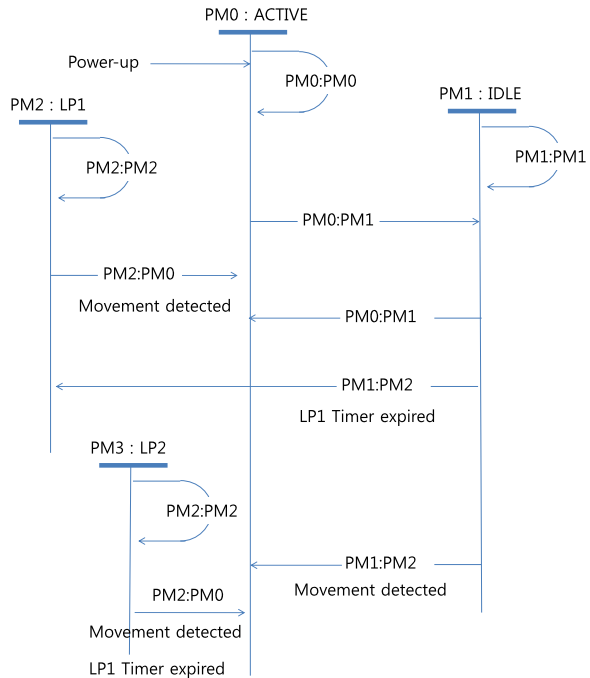 PM0 : ACTIVE
Power-up
PM0:PM0
PM1 : IDLE
PM2 : LP1
PM1:PM1
PM2:PM2
PM0:PM1
PM2:PM0
Movement detected
PM0:PM1
PM1:PM2
LP1 Timer expired
PM3 : LP2
PM2:PM2
PM1:PM2
Movement detected
PM2:PM0
Movement detected
LP1 Timer expired